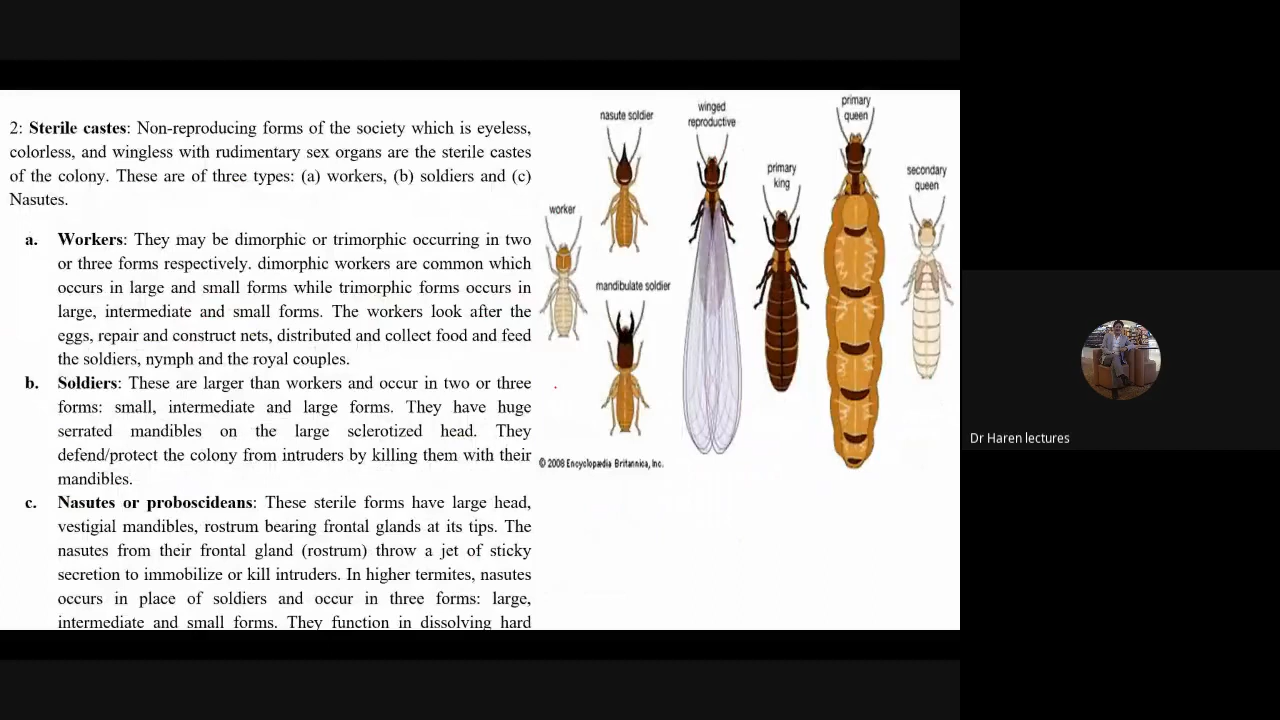 2: Sterile castes: Non-reproducing forms of the society which is eyeless,
colorless, and wingless with rudimentary sex organs are the sterile castes
of the colony. These are of three types: (a) workers, (b) soldiers and (c)
Nasutes.
a. Workers: They may be dimorphic or trimorphic occurring in two
or three forms respectively. dimorphic workers are common which
occurs in large and small forms while trimorphic forms occurs in
large, intermediate and small forms. The workers look after the
eggs, repair and construct nets, distributed and collect food and feed
the soldiers, nymph and the royal couples.
b. Soldiers: These are larger than workers and occur in two or three
forms: small, intermediate and large forms. They have huge
serrated mandibles on the large sclerotized head. They
defend/protect the colony from intruders by killing them with their
mandibles.
c. Nasutes or proboscideans: These sterile forms have large head,
vestigial mandibles, rostrum bearing frontal glands at its tips. The
nasutes from their frontal gland (rostrum) throw a jet of sticky
secretion to immobilize or kill intruders. In higher termites, nasutes
occurs in place of soldiers and occur in three forms: large,
intermediate and small forms. They function in dissolving hard
worker
nasute soldier
mandibulate soldier
winged
reproductive
primary
king
primary
queen
secondary
queen
© 2008 Encyclopædia Britannica, Inc.
Dr Haren lectures